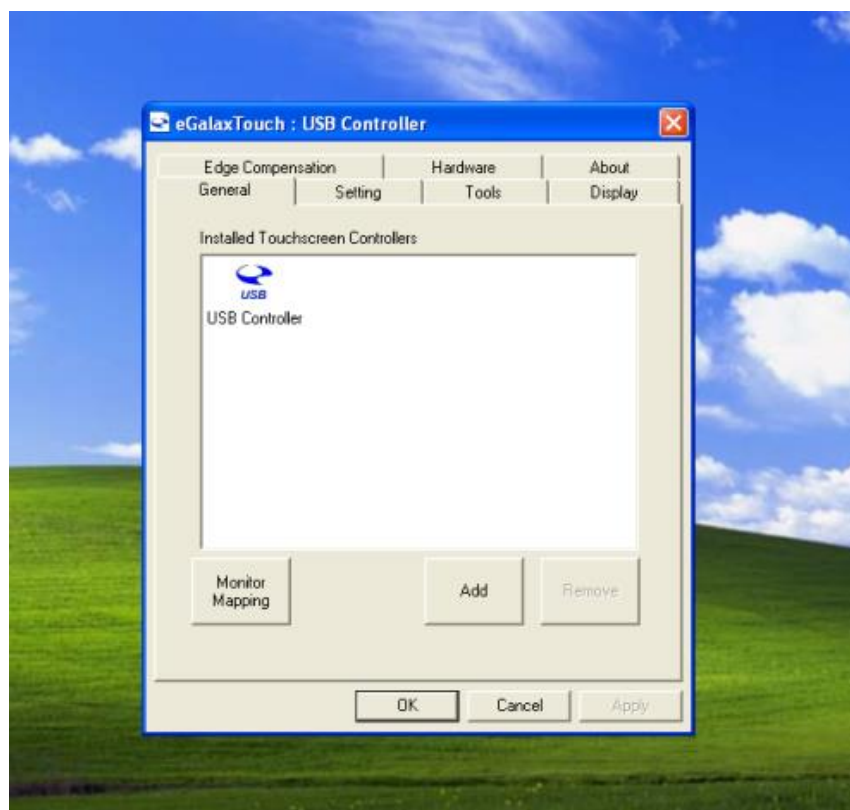 eGalaxTouch : USB Controller
Edge Compensation Hardware About
General Setting Tools Display
Installed Touchscreen Controllers
USB
USB Controller
Monitor
Mapping
Add
Remove
OK Cancel Apply